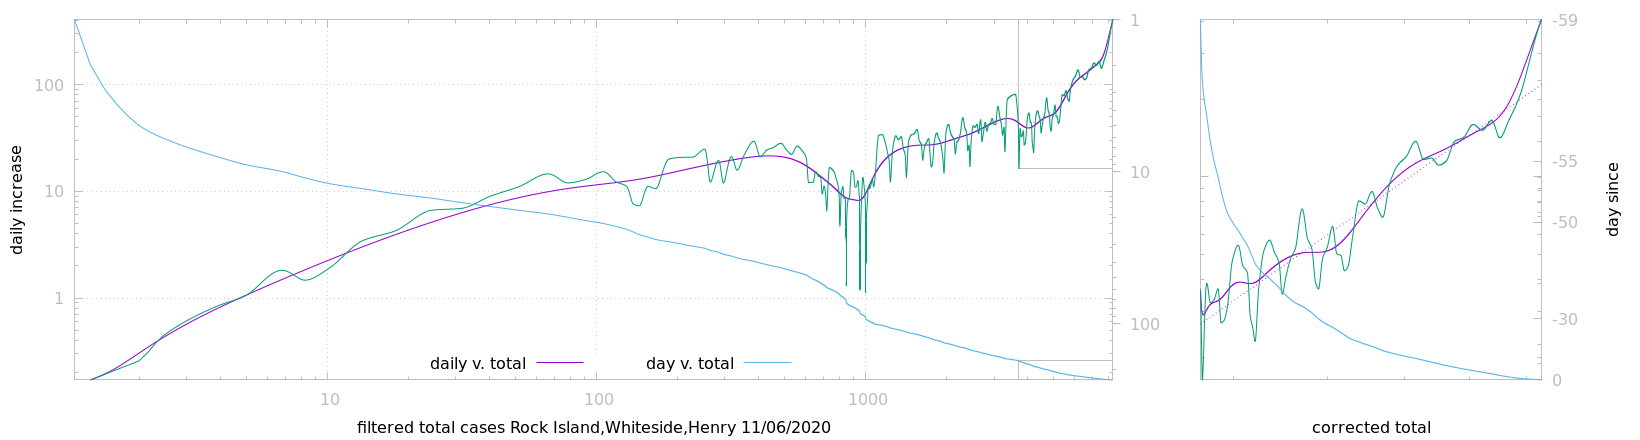 daily increase
100
10
1
10
100
1000
1
10
100
daily v. total
day v. total
filtered total cases Rock Island,Whiteside,Henry 11/06/2020
-59
-55
-50
-30
0
day since
corrected total